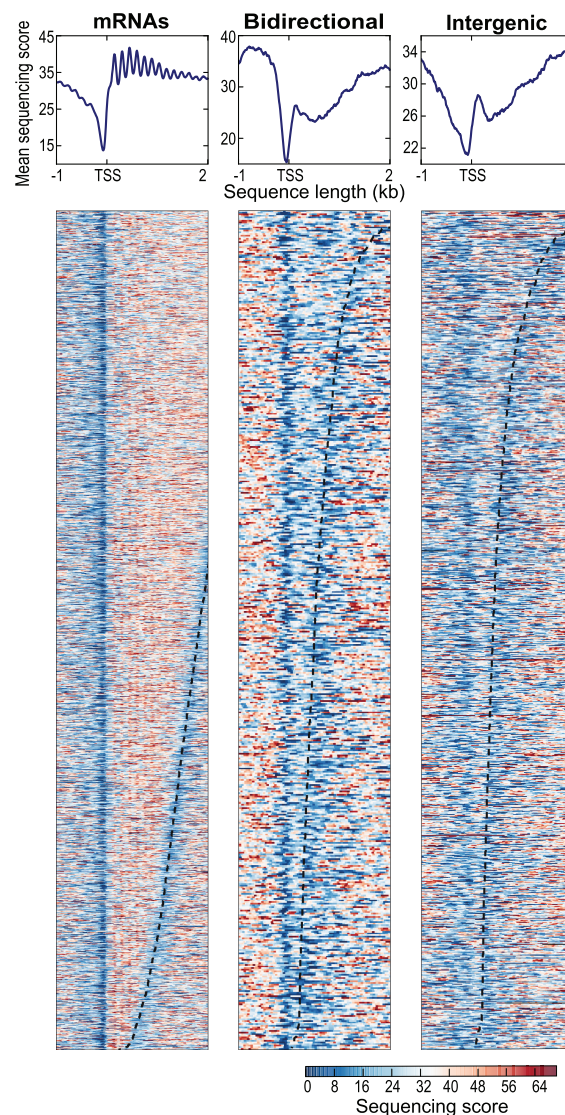 mRNAs Bidirectional Intergenic
Mean sequencing score
45
35
25
15
40
30
20
34
30
26
22
-1 TSS 2 -1 TSS 2 -1 TSS
Sequence length (kb)
0 8 16 24 32 40 48 56 64
Sequencing score